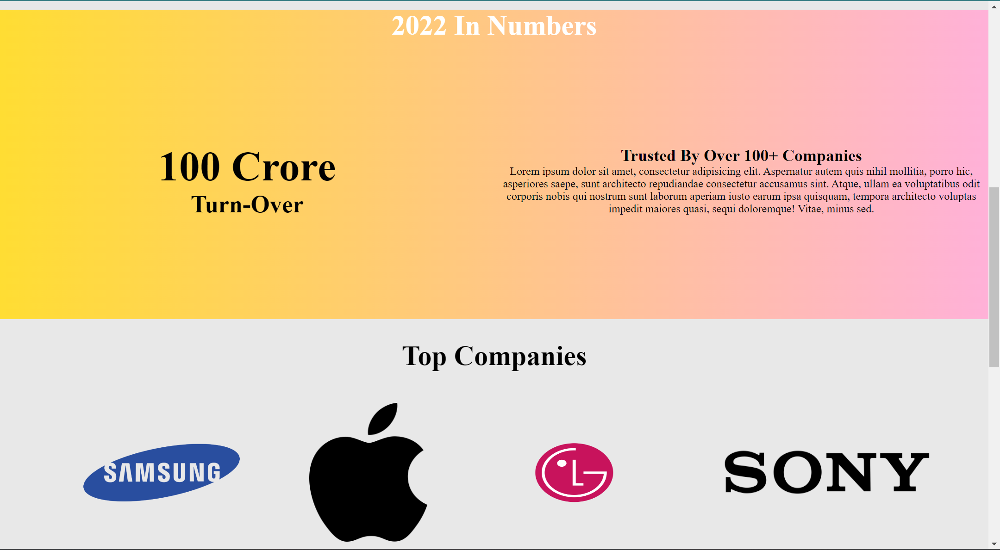 2022 In Numbers
100 Crore
Turn-Over
Trusted By Over 100+ Companies
Lorem ipsum dolor sit amet, consectetur adipisicing elit. Aspernatur autem quis nihil mollitia, porro hic,
asperiores saepe, sunt architecto repudiandae consectetur accusamus sint. Atque, ullam ea voluptatibus odit
corporis nobis qui nostrum sunt laborum aperiam iusto earum ipsa quisquam, tempora architecto voluptas
impedit maiores quasi, sequi doloremque! Vitae, minus sed.
Top Companies
SAMSUNG
LG
SONY